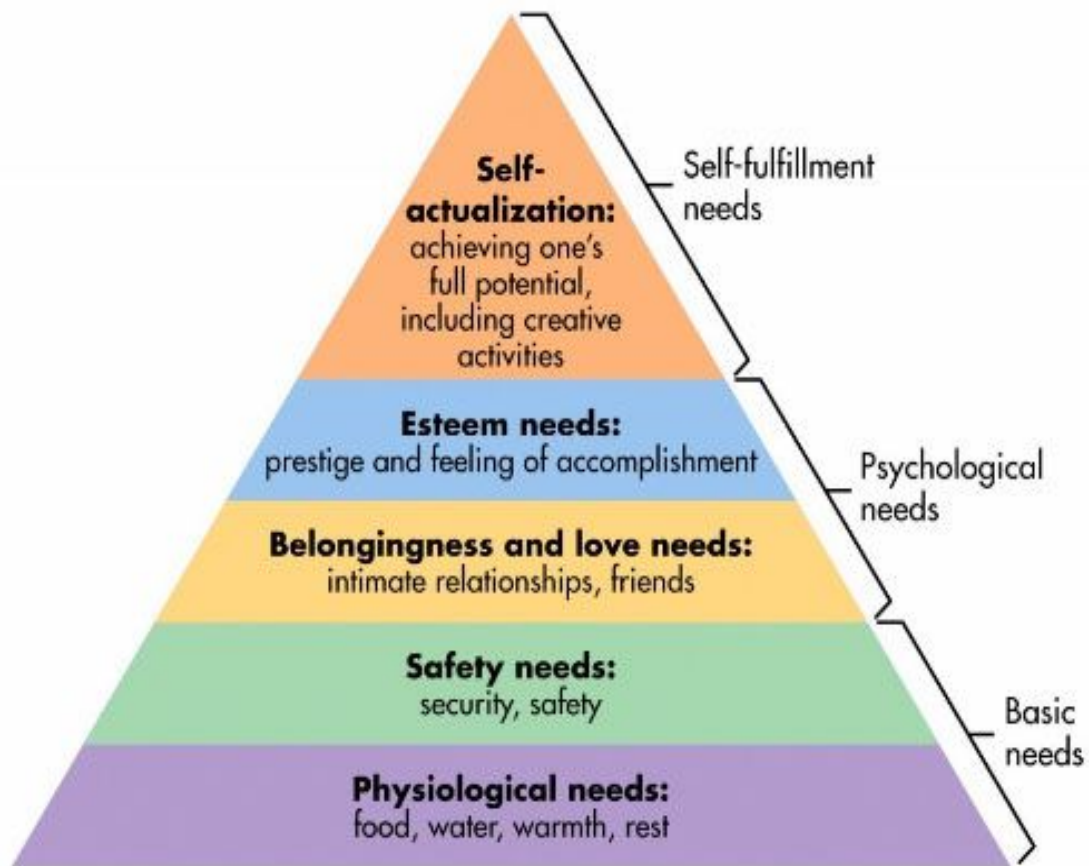 Self-
actualization:
achieving one's
full potential,
including creative
activities
Self-fulfillment
needs
Esteem needs:
prestige and feeling of accomplishment
Belongingness and love needs:
intimate relationships, friends
Psychological
needs
Safety needs:
security, safety
Physiological needs:
food, water, warmth, rest
Basic
needs